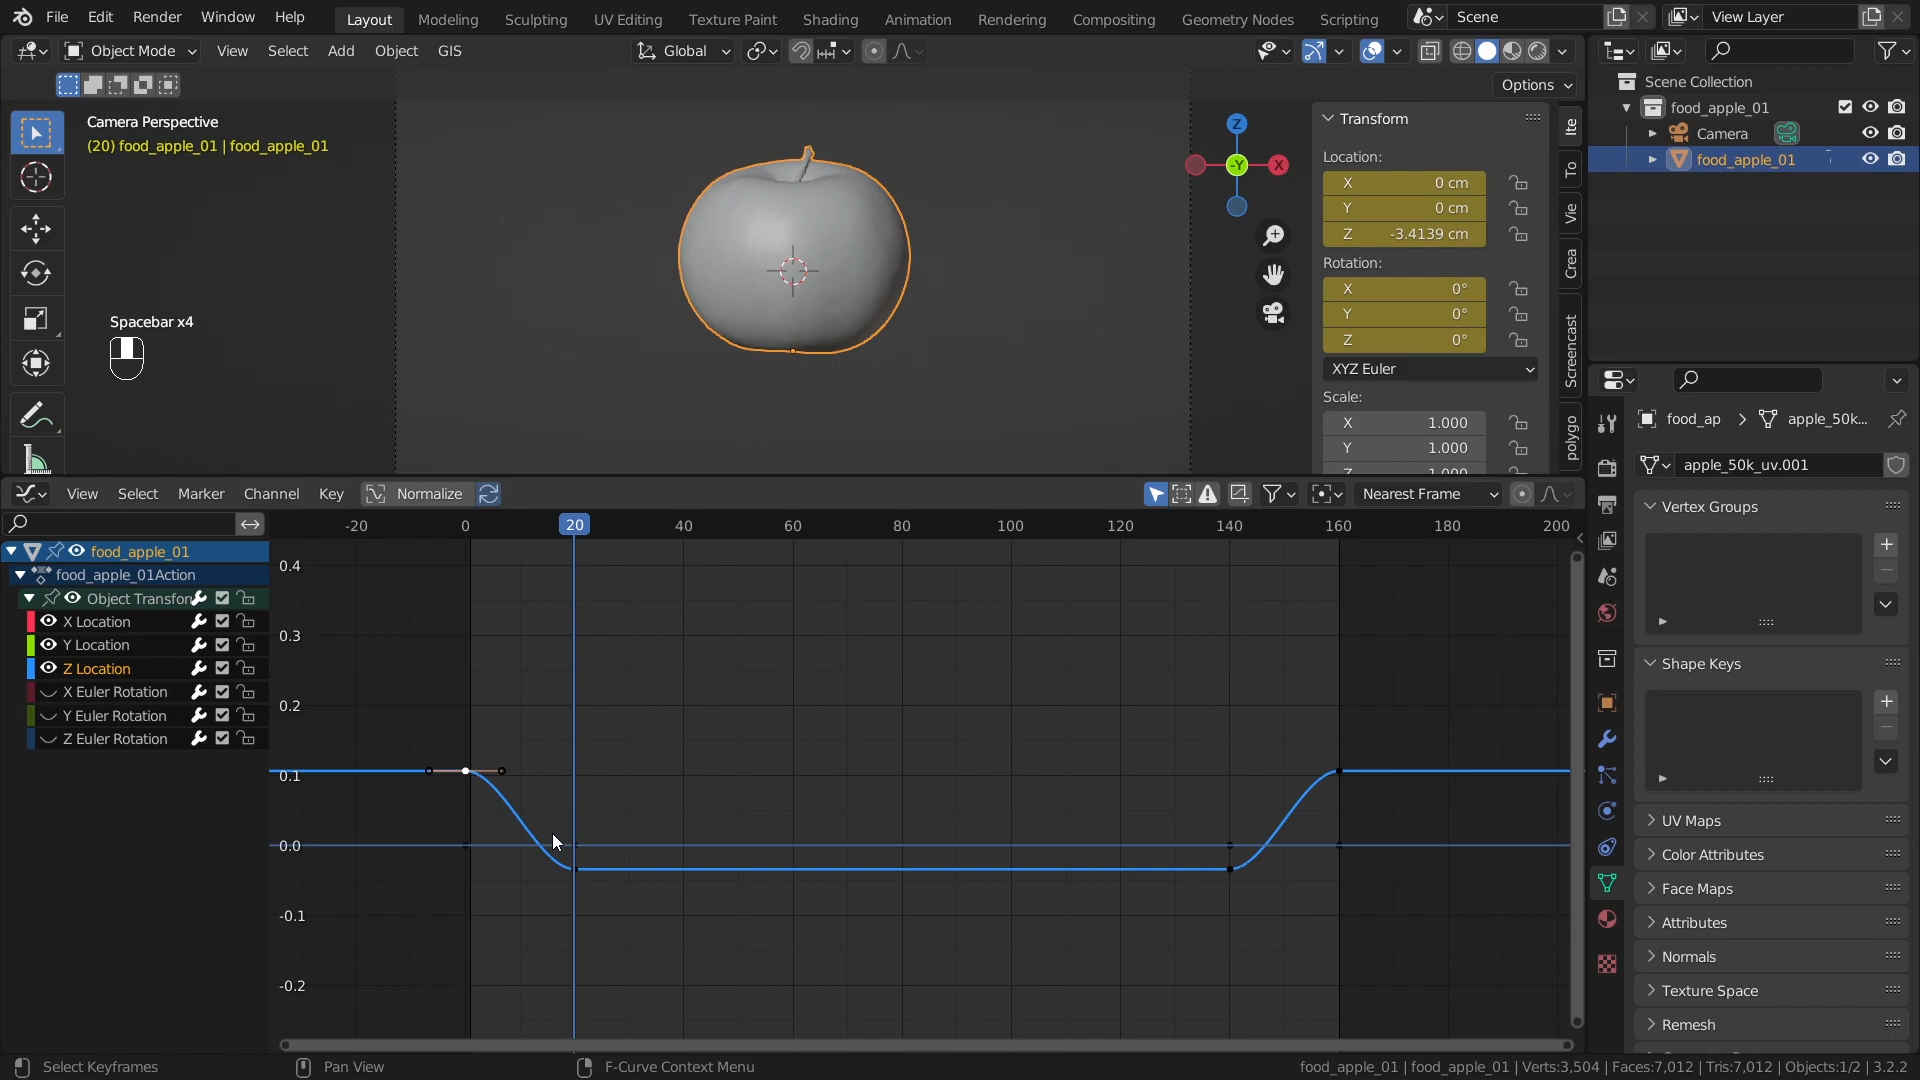 File Edit Render Window Help
Layout Modeling Sculpting UV Editing Texture Paint Shading Animation Rendering Compositing Geometry Nodes Scripting
Scene
View Layer
Object Mode View Select Add Object GIS
Global
Options
Camera Perspective
(20) food_apple_01 | food_apple_01
Spacebar x4
Z
-Y
X
Transform
Location:
X 0 cm
Y 0 cm
Z -3.4139 cm
Rotation:
X 0°
Y 0°
Z 0°
XYZ Euler
Scale:
X 1.000
Y 1.000
Z 1.000
Ite
To
Vie
Crea
Screencast
polygo
Scene Collection
food_apple_01
Camera
food_apple_01
food_ap > apple_50k...
apple_50k_uv.001
Vertex Groups
Shape Keys
UV Maps
Color Attributes
Face Maps
Attributes
Normals
Texture Space
Remesh
View Select Marker Channel Key Normalize
Nearest Frame
-20 0 20 40 60 80 100 120 140 160 180 200
food_apple_01
food_apple_01Action
Object Transfor
X Location
Y Location
Z Location
X Euler Rotation
Y Euler Rotation
Z Euler Rotation
0.4
0.3
0.2
0.1
0.0
-0.1
-0.2
Select Keyframes
Pan View
F-Curve Context Menu
food_apple_01 | food_apple_01 | Verts:3,504 | Faces:7,012 | Tris:7,012 | Objects:1/2 | 3.2.2